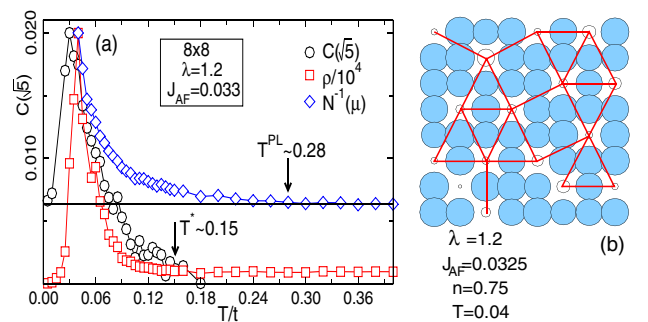 0.020
(a)
8x8
λ=1.2
J_AF=0.033
C(√5)
ρ/10^4
N^-1(μ)
C(√5)
0.010
T^PL~0.28
T^*~0.15
0.00 0.06 0.12 0.18 0.24 0.30 0.36
T/t
λ=1.2
J_AF=0.0325
n=0.75
T=0.04
(b)